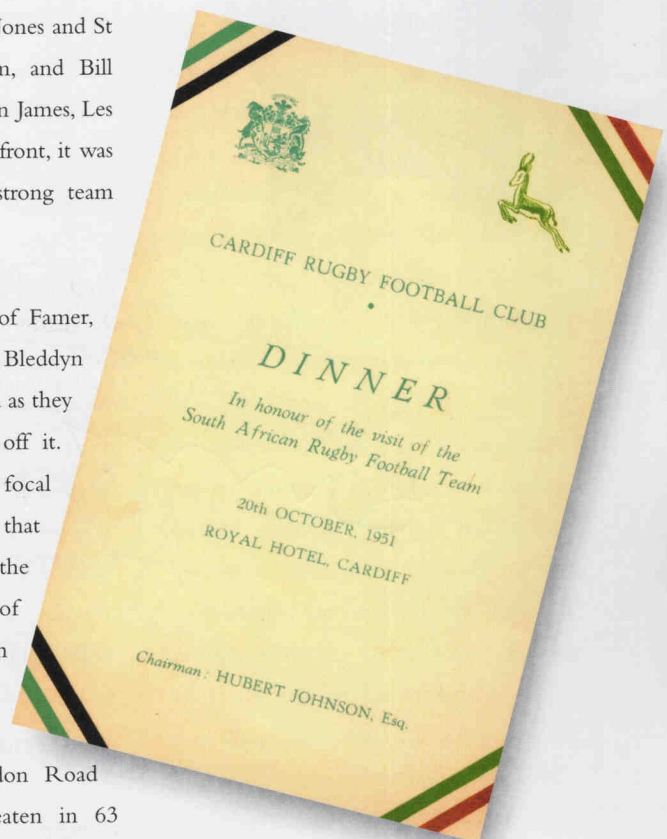 Jones and St
n, and Bill
n James, Les
front, it was
strong team
of Famer,
Bleddyn
as they
off it.
focal
that
the
of
n
don Road
eaten in 63
CARDIFF RUGBY FOOTBALL CLUB
•
DINNER
In honour of the visit of the
South African Rugby Football Team
20th OCTOBER, 1951
ROYAL HOTEL, CARDIFF
Chairman: HUBERT JOHNSON, Esq.